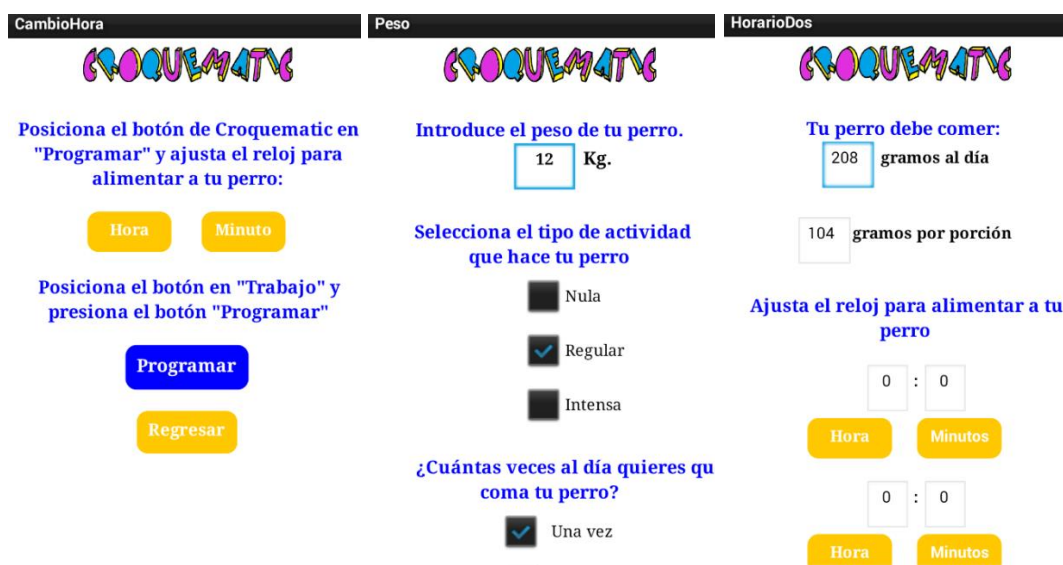 CambioHora
CROQUEMATIC
Posiciona el botón de Croquematic en
"Programar" y ajusta el reloj para
alimentar a tu perro:
Hora Minuto
Posiciona el botón en "Trabajo" y
presiona el botón "Programar"
Programar
Regresar
Peso
CROQUEMATIC
Introduce el peso de tu perro.
12 Kg.
Selecciona el tipo de actividad
que hace tu perro
Nula
Regular
Intensa
¿Cuántas veces al día quieres qu
coma tu perro?
Una vez
HorarioDos
CROQUEMATIC
Tu perro debe comer:
208 gramos al día
104 gramos por porción
Ajusta el reloj para alimentar a tu
perro
0 : 0
Hora Minutos
0 : 0
Hora Minutos